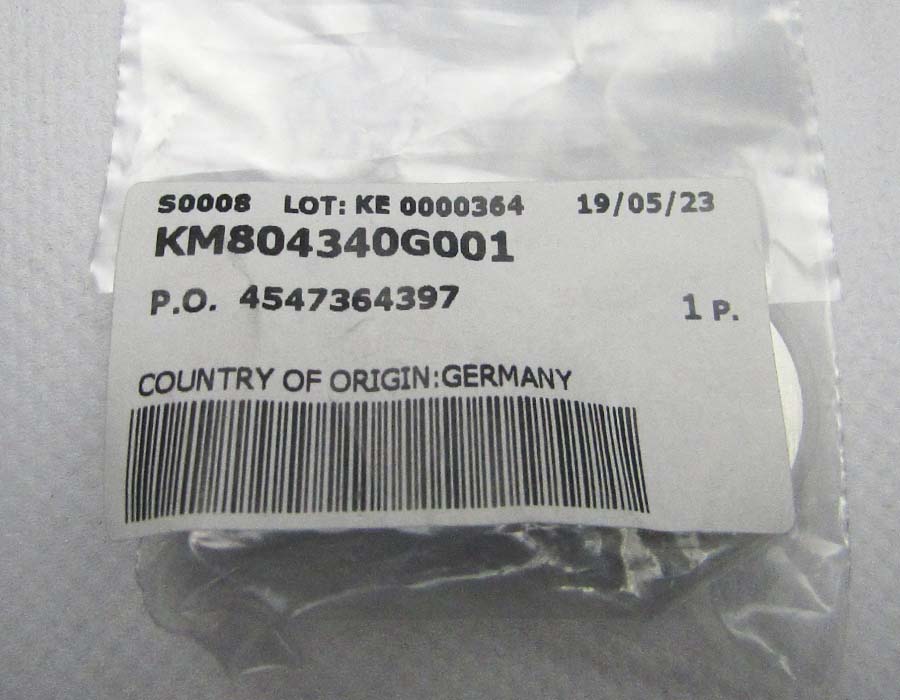 S0008 LOT: KE 0000364 19/05/23
KM804340G001
P.O. 4547364397 1 P.
COUNTRY OF ORIGIN:GERMANY